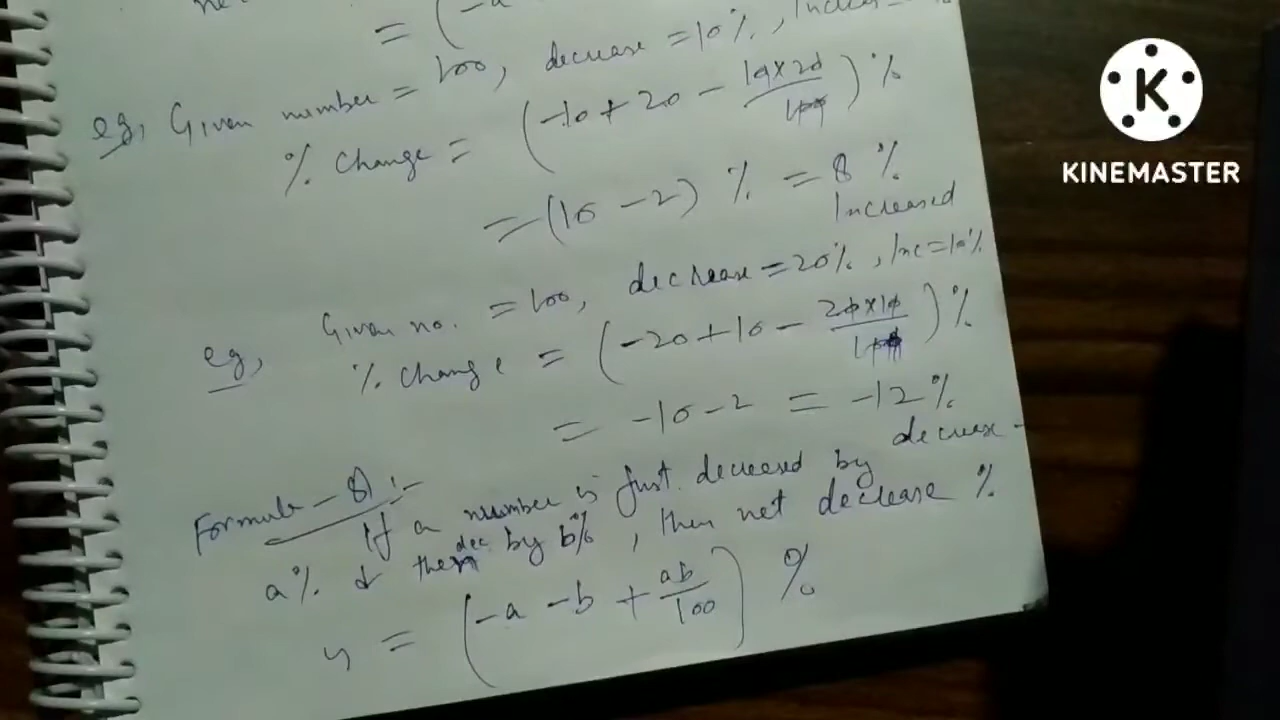 = (-a
eg, Given number = 100, decrease = 10%,
% change = (-10 + 20 - 10×20/100) %
= (10 - 2) % = 8 %
Increased
eg, Given no. = 100, decrease = 20%, Inc = 10%
% change = (-20 + 10 - 20×10/100) %
= -10 - 2 = -12 %
decrease
Formula - 8) :-
If a number is first decreased by
a% & then dec by b%, then net decrease %
y = (-a - b + ab/100) %
K
KINEMASTER